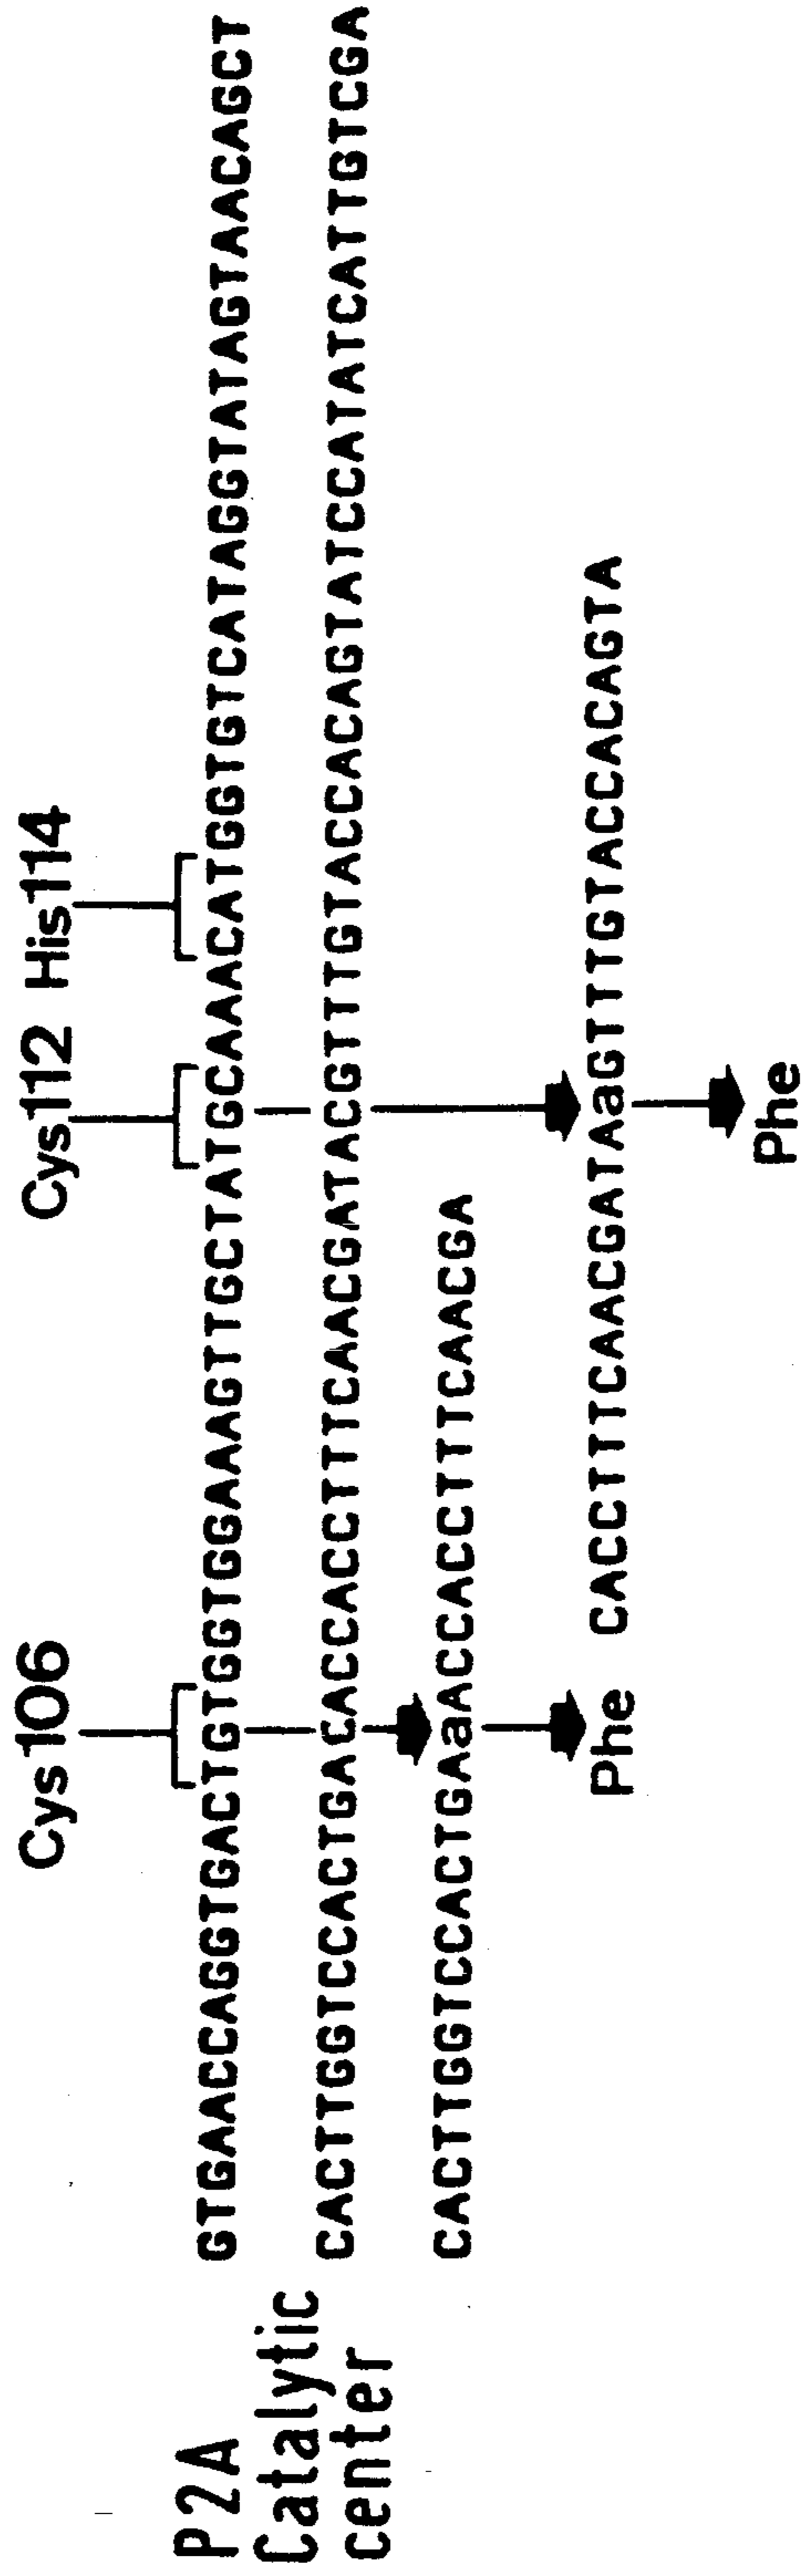 Cys106 Cys112 His114
P2A GTGAACCAGGTGACTGTGGTGGAAAGTTGCTATGCAAACATGGTGTCATAGGTATAGTAACAGCT
Catalytic
center
CACTTGGTCCACTGACACCACCTTTCAACGATACGTTTGTACCACAGTATCCATATCATTGTCGA
CACTTGGTCCACTGAaACCACCTTTCAACGA
Phe CACCTTTCAACGATAaGTTTGTACCACAGTA
Phe